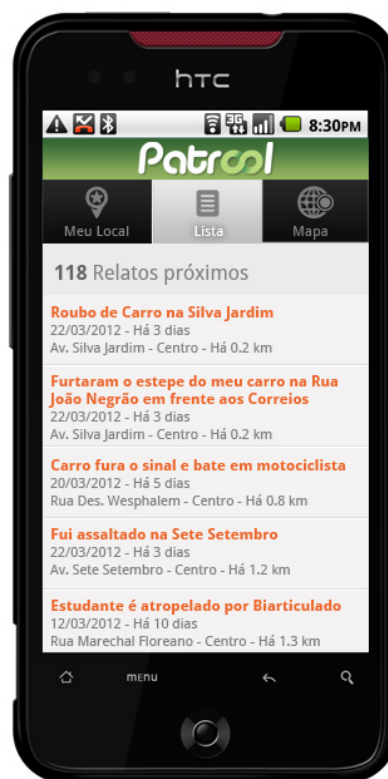 htc
3G
8:30PM
Patrool
Meu Local
Lista
Mapa
118 Relatos próximos
Roubo de Carro na Silva Jardim
22/03/2012 - Há 3 dias
Av. Silva Jardim - Centro - Há 0.2 km
Furtaram o estepe do meu carro na Rua
João Negrão em frente aos Correios
22/03/2012 - Há 3 dias
Av. Silva Jardim - Centro - Há 0.2 km
Carro fura o sinal e bate em motociclista
20/03/2012 - Há 5 dias
Rua Des. Wesphalem - Centro - Há 0.8 km
Fui assaltado na Sete Setembro
22/03/2012 - Há 3 dias
Av. Sete Setembro - Centro - Há 1.2 km
Estudante é atropelado por Biarticulado
12/03/2012 - Há 10 dias
Rua Marechal Floreano - Centro - Há 1.3 km
MENU